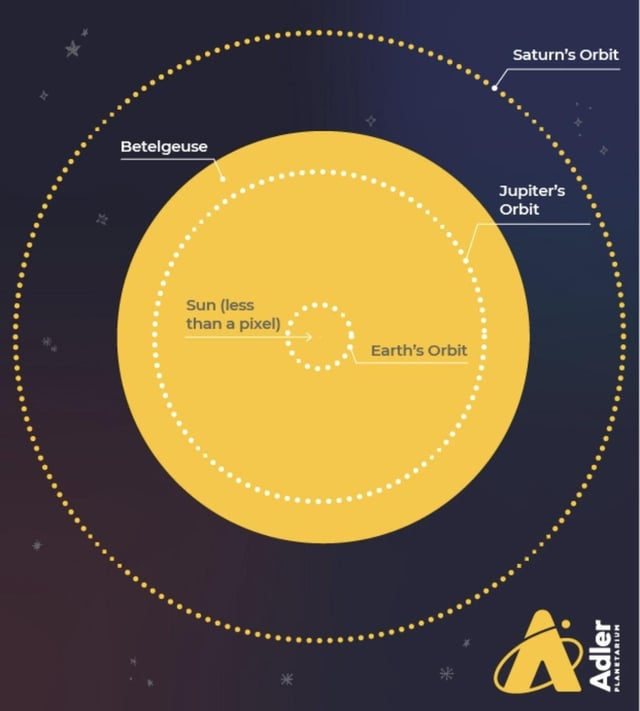 Saturn's Orbit
Betelgeuse
Jupiter's
Orbit
Sun (less
than a pixel)
Earth's Orbit
Adler
PLANETARIUM